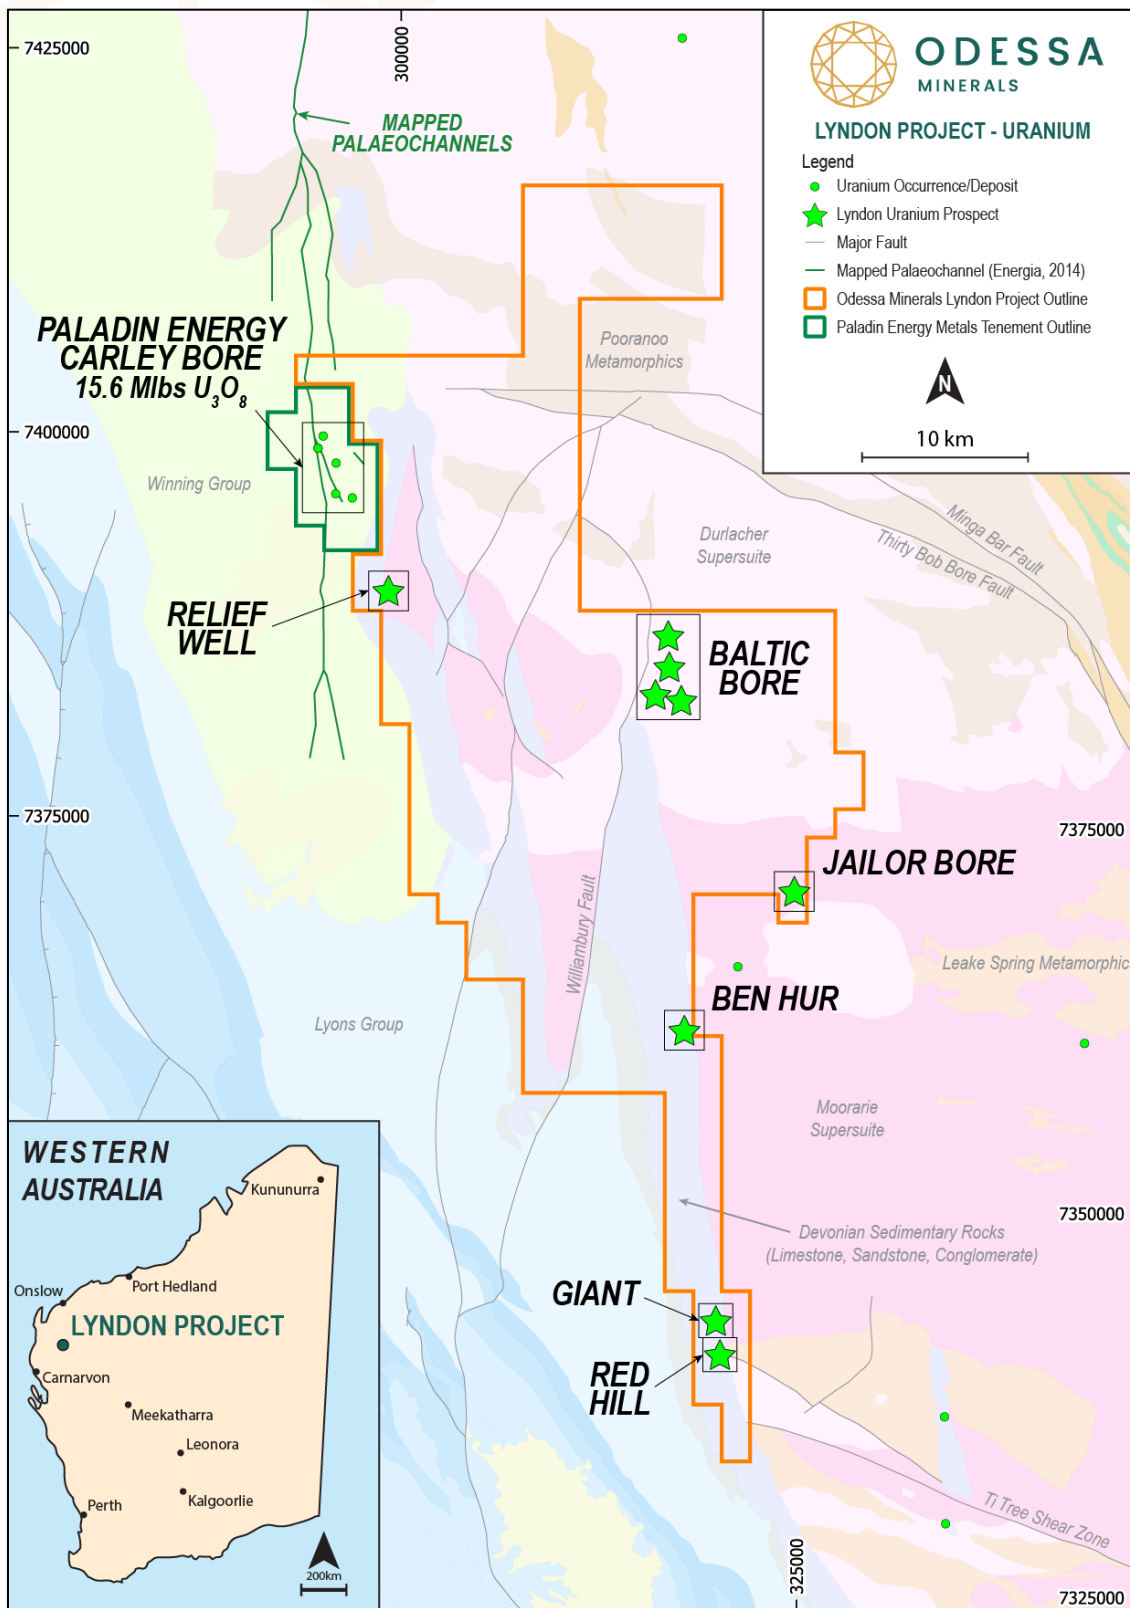 7425000
300000
ODESSA
MINERALS
LYNDON PROJECT - URANIUM
Legend
Uranium Occurrence/Deposit
Lyndon Uranium Prospect
Major Fault
Mapped Palaeochannel (Energia, 2014)
Odessa Minerals Lyndon Project Outline
Paladin Energy Metals Tenement Outline
N
10 km
MAPPED
PALAEOCHANNELS
PALADIN ENERGY
CARLEY BORE
15.6 Mlbs U₃O₈
Pooranoo
Metamorphics
7400000
Winning Group
Durlacher
Supersuite
Minga Bar Fault
Thirty Bob Bore Fault
RELIEF
WELL
BALTIC
BORE
7375000
7375000
JAILOR BORE
Williambury Fault
Leake Spring Metamorphics
BEN HUR
Lyons Group
Moorarie
Supersuite
7350000
Devonian Sedimentary Rocks
(Limestone, Sandstone, Conglomerate)
GIANT
RED
HILL
Ti Tree Shear Zone
325000
7325000
WESTERN
AUSTRALIA
Kununurra
Port Hedland
Onslow
LYNDON PROJECT
Carnarvon
Meekatharra
Leonora
Kalgoorlie
Perth
200km